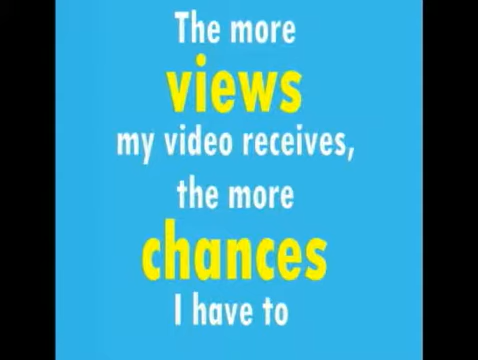 The more
views
my video receives,
the more
chances
I have to